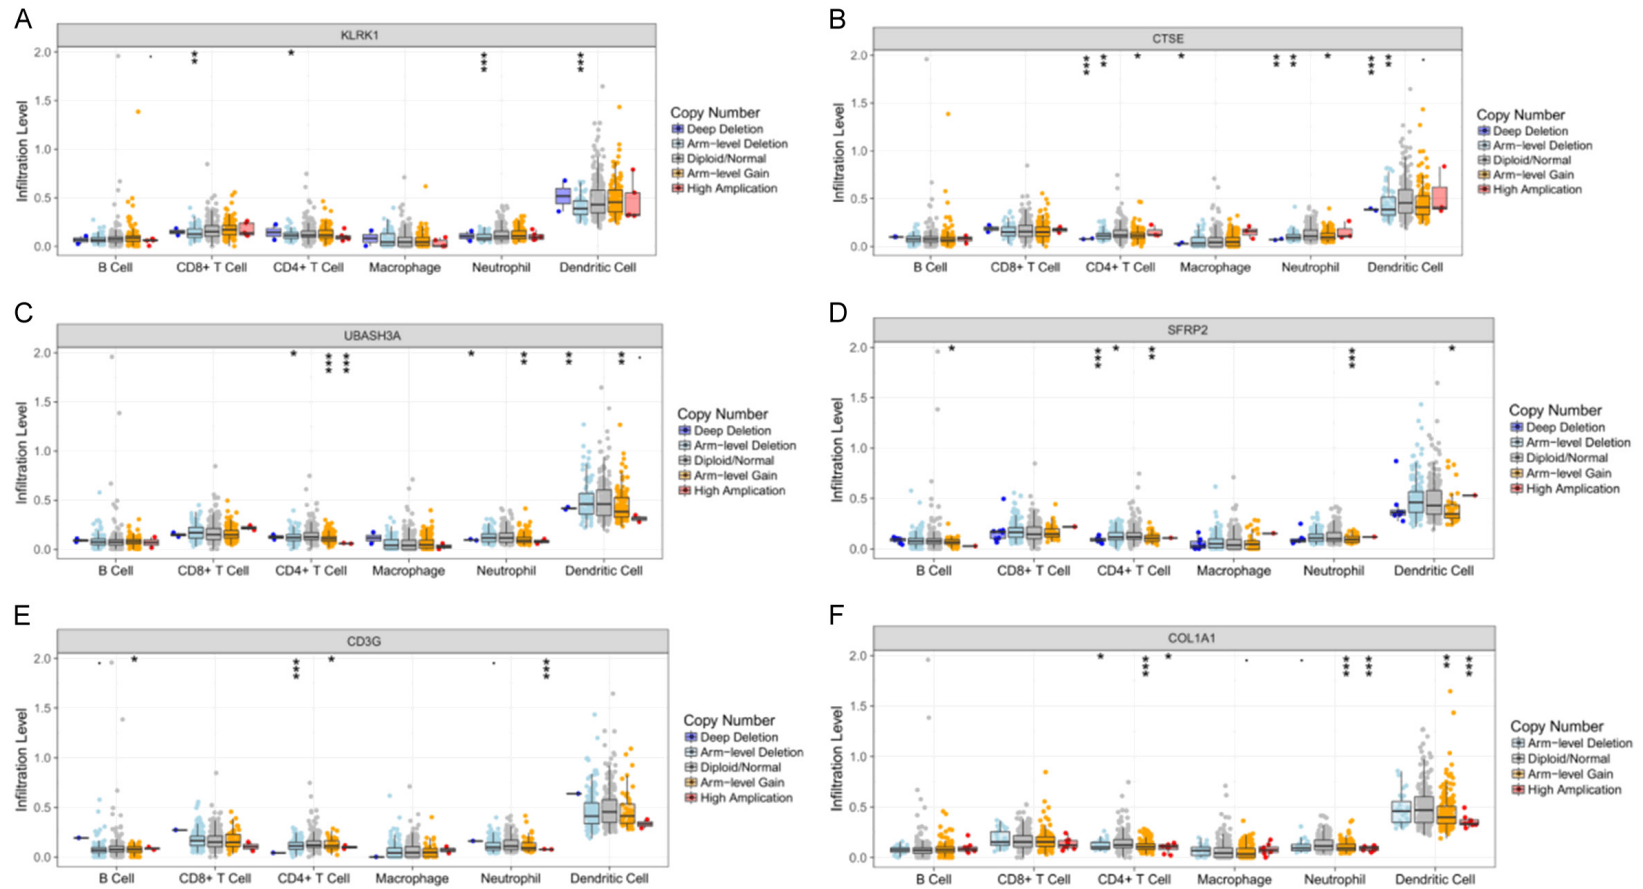 A
KLRK1
2.0
1.5
1.0
0.5
0.0
Infiltration Level
B Cell
CD8+ T Cell
CD4+ T Cell
Macrophage
Neutrophil
Dendritic Cell
** * *** ***
Copy Number
Deep Deletion
Arm-level Deletion
Diploid/Normal
Arm-level Gain
High Amplication
B
CTSE
2.0
1.5
1.0
0.5
0.0
Infiltration Level
B Cell
CD8+ T Cell
CD4+ T Cell
Macrophage
Neutrophil
Dendritic Cell
*** ** * * ** ** * *** ** .
Copy Number
Deep Deletion
Arm-level Deletion
Diploid/Normal
Arm-level Gain
High Amplication
C
UBASH3A
2.0
1.5
1.0
0.5
0.0
Infiltration Level
B Cell
CD8+ T Cell
CD4+ T Cell
Macrophage
Neutrophil
Dendritic Cell
* *** *** * ** ** ** .
Copy Number
Deep Deletion
Arm-level Deletion
Diploid/Normal
Arm-level Gain
High Amplication
D
SFRP2
2.0
1.5
1.0
0.5
0.0
Infiltration Level
B Cell
CD8+ T Cell
CD4+ T Cell
Macrophage
Neutrophil
Dendritic Cell
* *** * ** *** *
Copy Number
Deep Deletion
Arm-level Deletion
Diploid/Normal
Arm-level Gain
High Amplication
E
CD3G
2.0
1.5
1.0
0.5
0.0
Infiltration Level
B Cell
CD8+ T Cell
CD4+ T Cell
Macrophage
Neutrophil
Dendritic Cell
. * *** * . ***
Copy Number
Deep Deletion
Arm-level Deletion
Diploid/Normal
Arm-level Gain
High Amplication
F
COL1A1
2.0
1.5
1.0
0.5
0.0
Infiltration Level
B Cell
CD8+ T Cell
CD4+ T Cell
Macrophage
Neutrophil
Dendritic Cell
* *** * . . *** *** ** ***
Copy Number
Arm-level Deletion
Diploid/Normal
Arm-level Gain
High Amplication